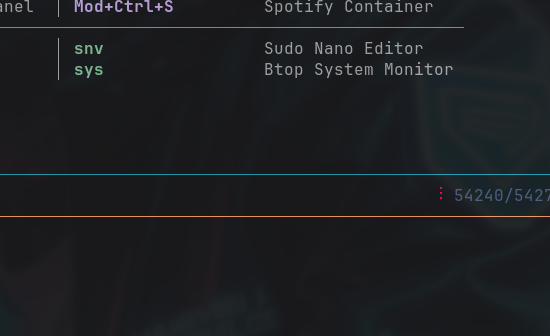 anel Mod+Ctrl+S Spotify Container
snv Sudo Nano Editor
sys Btop System Monitor
54240/5427